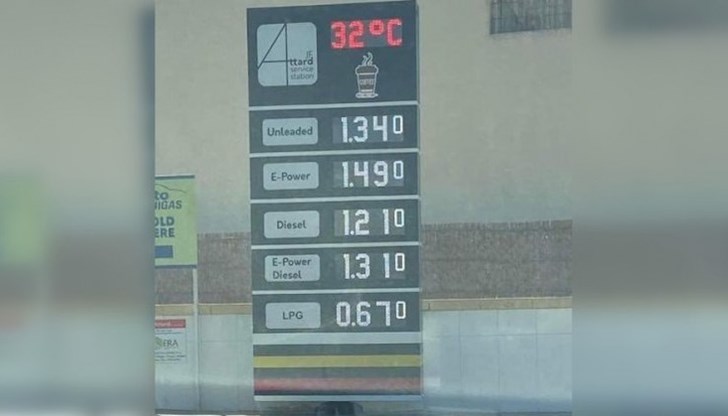 32°C
Attard
service
station
COFFEE
Unleaded 1.340
E-Power 1.490
Diesel 1.210
E-Power
Diesel 1.310
LPG 0.670